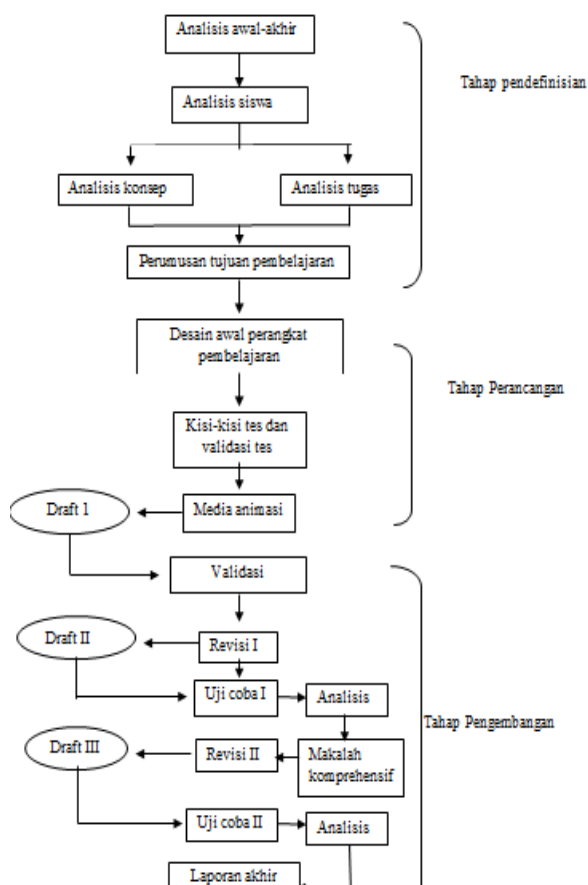 Analisis awal-akhir
Tahap pendefinisian
Analisis siswa
Analisis konsep
Analisis tugas
Perumusan tujuan pembelajaran
Desain awal perangkat
pembelajaran
Tahap Perancangan
Kisi-kisi tes dan
validasi tes
Draft 1
Media animasi
Validasi
Draft II
Revisi I
Uji coba I
Analisis
Tahap Pengembangan
Draft III
Revisi II
Makalah
komprehensif
Uji coba II
Analisis
Laporan akhir